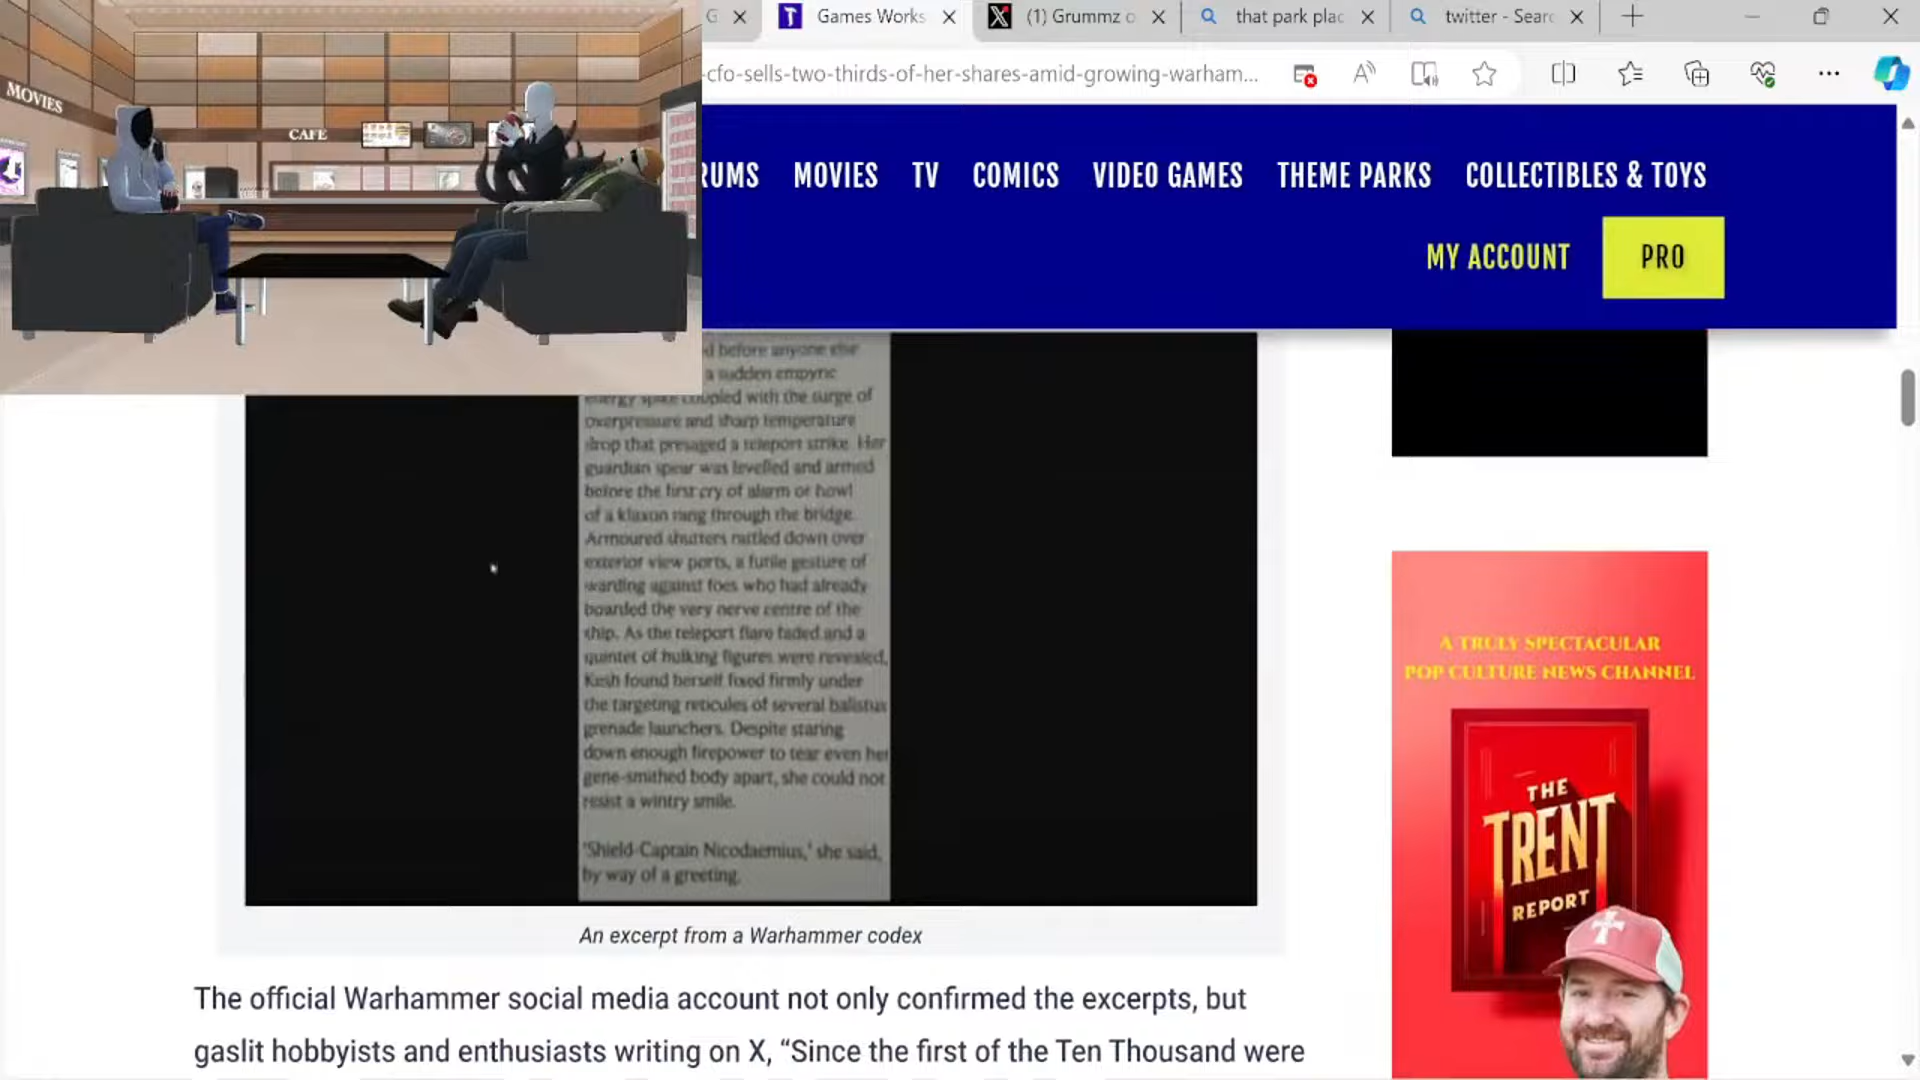 G
Games Works
(1) Grummz o
that park plac
twitter - Searc
-cfo-sells-two-thirds-of-her-shares-amid-growing-warham...
MOVIES
CAFE
RUMS MOVIES TV COMICS VIDEO GAMES THEME PARKS COLLECTIBLES & TOYS
MY ACCOUNT PRO
d before anyone else
a sudden empyric
energy spike coupled with the surge of
overpressure and sharp temperature
drop that presaged a teleport strike. Her
guardian spear was levelled and armed
before the first cry of alarm or howl
of a klaxon rang through the bridge.
Armoured shutters rattled down over
exterior view ports, a futile gesture of
warding against foes who had already
boarded the very nerve centre of the
ship. As the teleport flare faded and a
quintet of hulking figures were revealed,
Kesh found herself fixed firmly under
the targeting reticules of several balistus
grenade launchers. Despite staring
down enough firepower to tear even her
gene-smithed body apart, she could not
resist a wintry smile.
'Shield-Captain Nicodaemius,' she said,
by way of a greeting.
An excerpt from a Warhammer codex
The official Warhammer social media account not only confirmed the excerpts, but
gaslit hobbyists and enthusiasts writing on X, “Since the first of the Ten Thousand were
A TRULY SPECTACULAR
POP CULTURE NEWS CHANNEL
THE
TRENT
REPORT